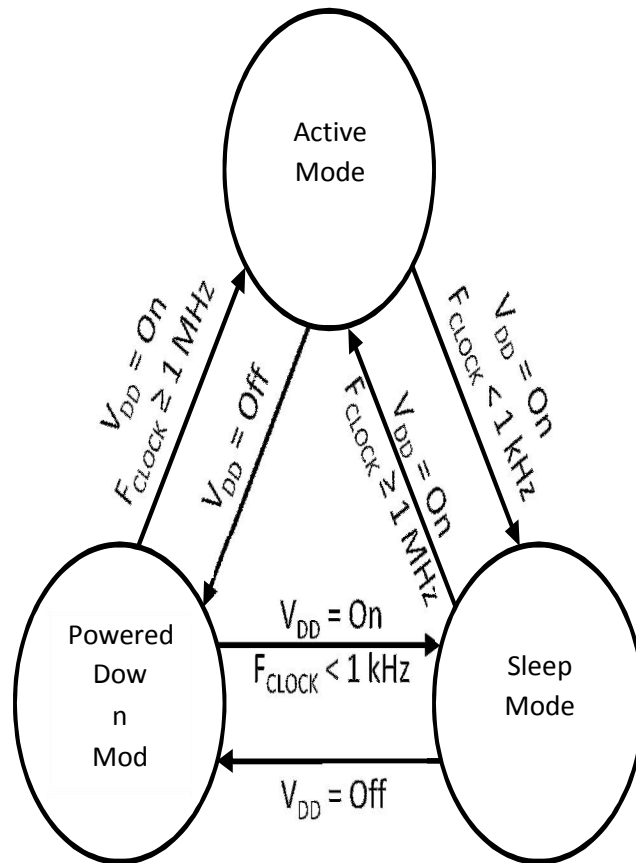 Active
Mode
V_DD = On
F_CLOCK ≥ 1 MHz
V_DD = Off
V_DD = On
F_CLOCK ≥ 1 MHz
V_DD = On
F_CLOCK < 1 kHz
Powered
Dow
n
Mod
V_DD = On
F_CLOCK < 1 kHz
V_DD = Off
Sleep
Mode